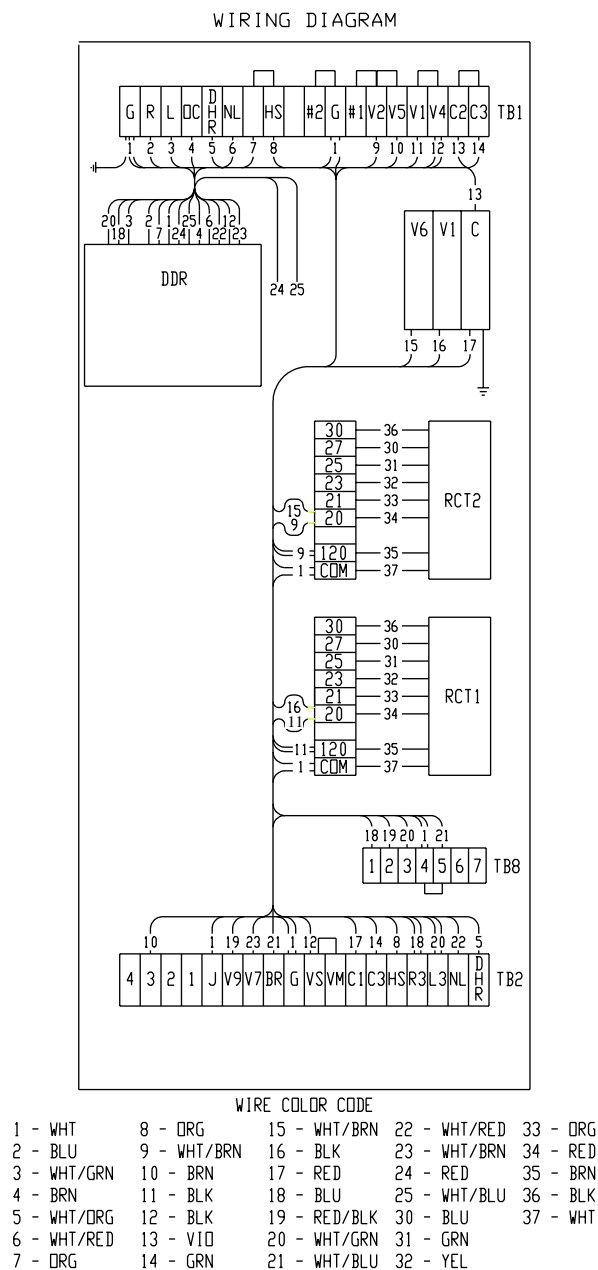 WIRING DIAGRAM
G R L OC DHR NL HS #2 G #1 V2 V5 V1 V4 C2 C3 TB1
1 2 3 4 5 6 7 8 1 9 10 11 12 13 14
13
20 3 2 1 25 6 12
18 7 24 4 22 23
V6 V1 C
DDR
24 25
15 16 17
30 36
27 30
25 31
23 32
21 33
15
20 34
9
RCT2
9 120 35
1 COM 37
30 36
27 30
25 31
23 32
21 33
16
20 34
11
RCT1
11 120 35
1 COM 37
18 19 20 1 21
1 2 3 4 5 6 7 TB8
10 1 19 23 21 1 12 17 14 8 18 20 22 5
4 3 2 1 J V9 V7 BR G VS VM C1 C3 HS R3 L3 NL DHR TB2
WIRE COLOR CODE
1 - WHT 8 - ORG 15 - WHT/BRN 22 - WHT/RED 33 - ORG
2 - BLU 9 - WHT/BRN 16 - BLK 23 - WHT/BRN 34 - RED
3 - WHT/GRN 10 - BRN 17 - RED 24 - RED 35 - BRN
4 - BRN 11 - BLK 18 - BLU 25 - WHT/BLU 36 - BLK
5 - WHT/ORG 12 - BLK 19 - RED/BLK 30 - BLU 37 - WHT
6 - WHT/RED 13 - VIO 20 - WHT/GRN 31 - GRN
7 - ORG 14 - GRN 21 - WHT/BLU 32 - YEL